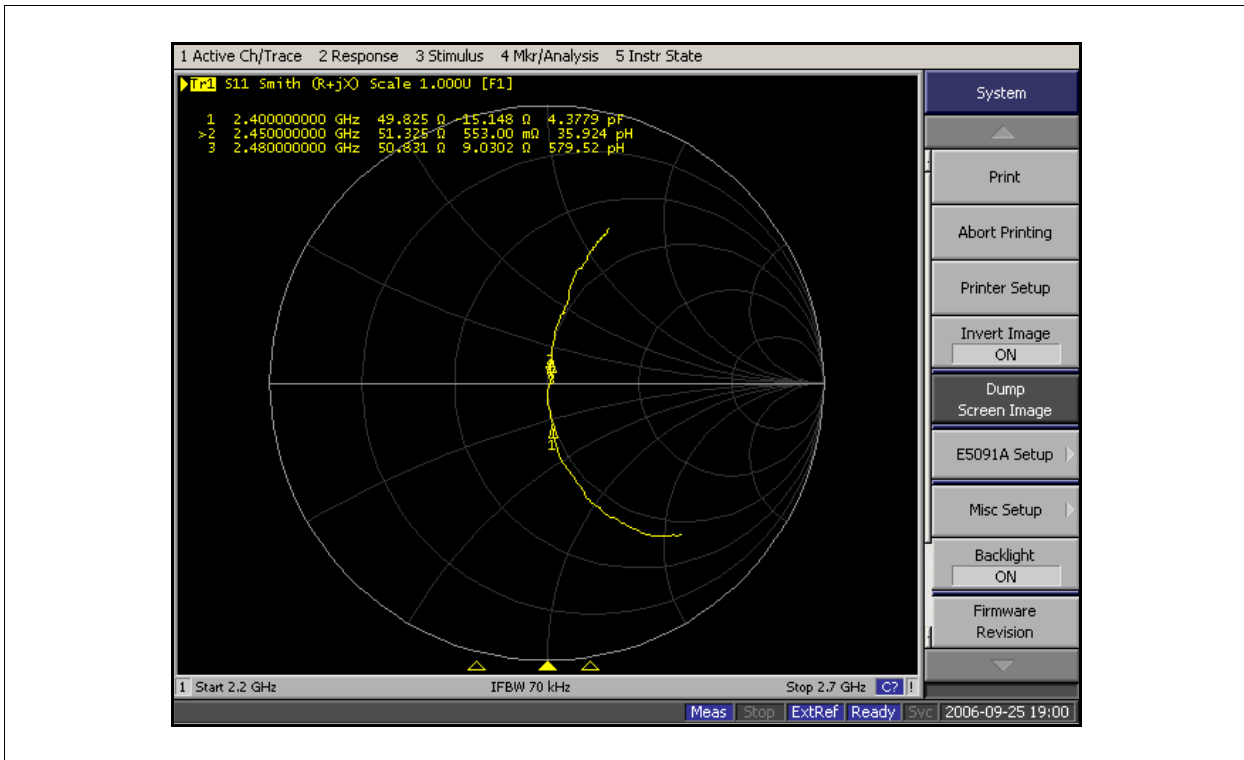 1 Active Ch/Trace 2 Response 3 Stimulus 4 Mkr/Analysis 5 Instr State
Tr1 S11 Smith (R+jX) Scale 1.000U [F1]
1 2.400000000 GHz 49.825 Ω -15.148 Ω 4.3779 pF
>2 2.450000000 GHz 51.325 Ω 553.00 mΩ 35.924 pH
3 2.480000000 GHz 50.831 Ω 9.0302 Ω 579.52 pH
1
1 Start 2.2 GHz IFBW 70 kHz Stop 2.7 GHz C? !
System
Print
Abort Printing
Printer Setup
Invert Image
ON
Dump
Screen Image
E5091A Setup
Misc Setup
Backlight
ON
Firmware
Revision
Meas Stop ExtRef Ready Svc 2006-09-25 19:00